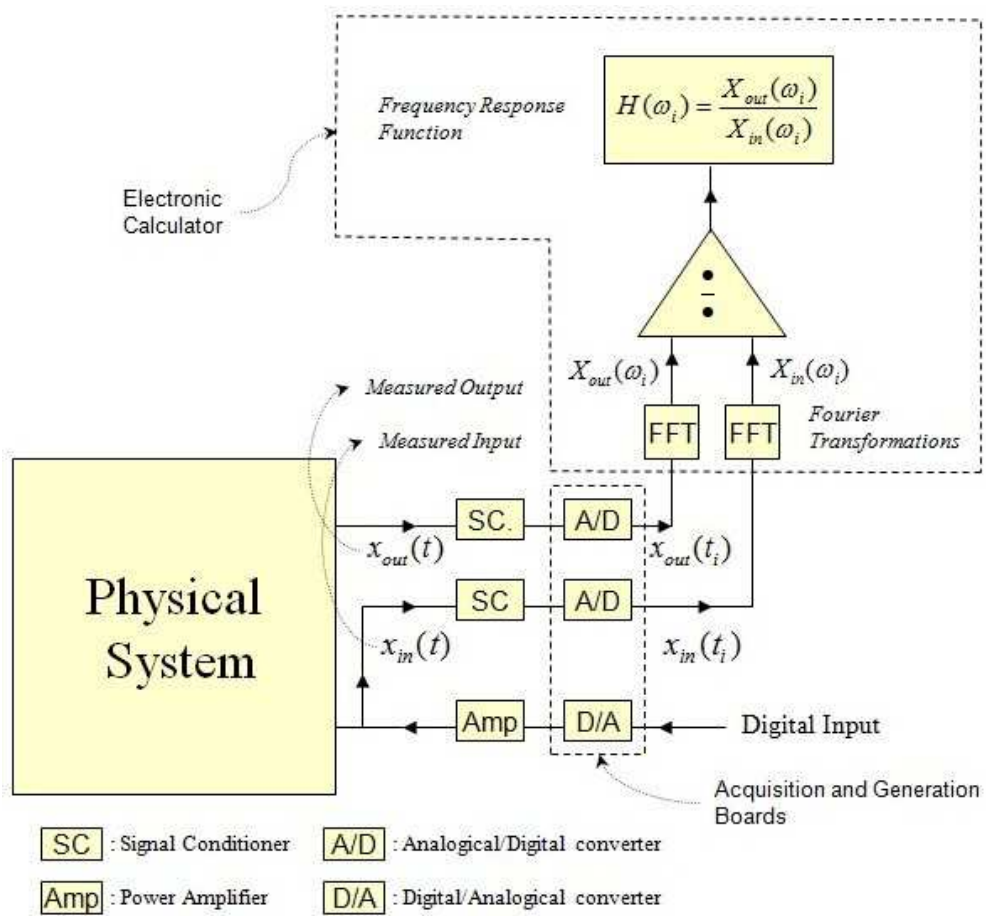 Frequency Response
Function
H(ω_i) = X_out(ω_i) / X_in(ω_i)
Electronic
Calculator
X_out(ω_i)
X_in(ω_i)
Measured Output
FFT
FFT
Fourier
Transformations
Measured Input
SC.
A/D
x_out(t)
x_out(t_i)
Physical
System
SC
A/D
x_in(t)
x_in(t_i)
Amp
D/A
Digital Input
Acquisition and Generation
Boards
SC : Signal Conditioner
A/D : Analogical/Digital converter
Amp : Power Amplifier
D/A : Digital/Analogical converter